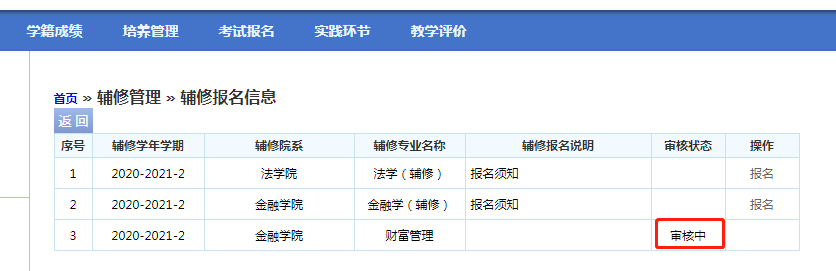 学籍成绩 培养管理 考试报名 实践环节 教学评价
首页 » 辅修管理 » 辅修报名信息
返 回
序号 辅修学年学期 辅修院系 辅修专业名称 辅修报名说明 审核状态 操作
1 2020-2021-2 法学院 法学（辅修） 报名须知 报名
2 2020-2021-2 金融学院 金融学（辅修） 报名须知 报名
3 2020-2021-2 金融学院 财富管理 审核中